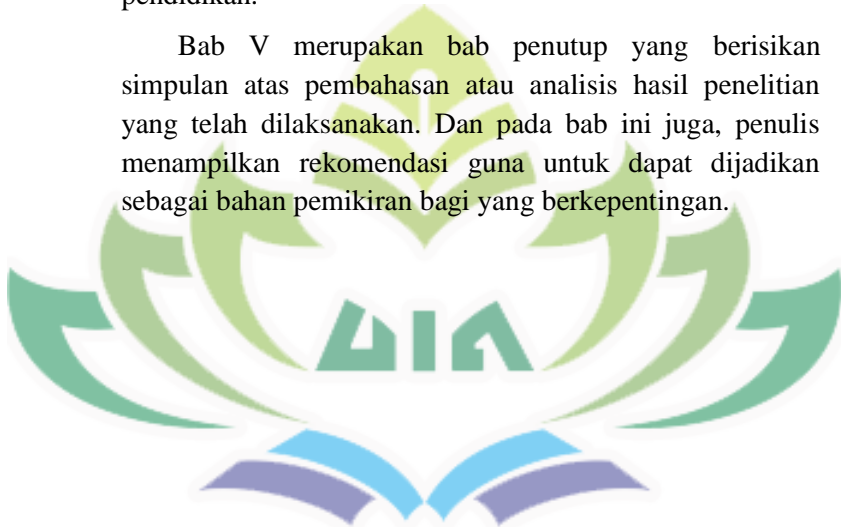 pendidikan.
Bab V merupakan bab penutup yang berisikan
simpulan atas pembahasan atau analisis hasil penelitian
yang telah dilaksanakan. Dan pada bab ini juga, penulis
menampilkan rekomendasi guna untuk dapat dijadikan
sebagai bahan pemikiran bagi yang berkepentingan.
UIN